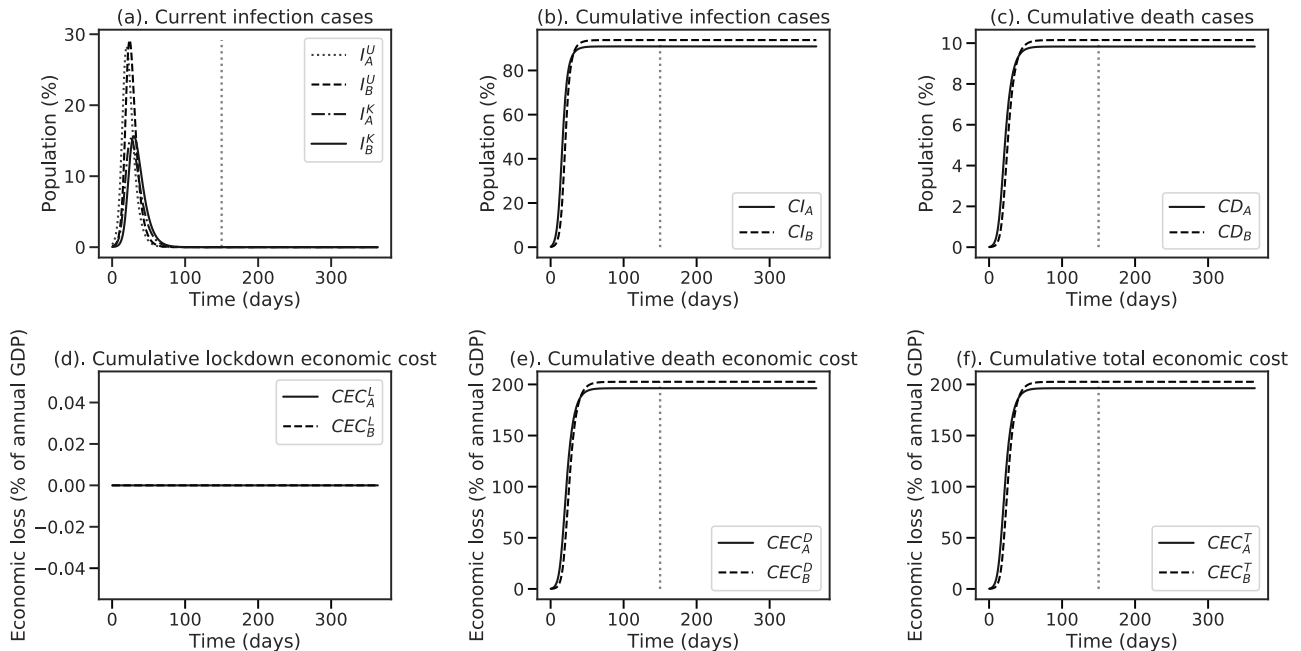 (a). Current infection cases
Population (%)
30
20
10
0
0 100 200 300
Time (days)
I_A^U
I_B^U
I_A^K
I_B^K
(b). Cumulative infection cases
Population (%)
80
60
40
20
0
0 100 200 300
Time (days)
CI_A
CI_B
(c). Cumulative death cases
Population (%)
10
8
6
4
2
0
0 100 200 300
Time (days)
CD_A
CD_B
(d). Cumulative lockdown economic cost
Economic loss (% of annual GDP)
0.04
0.02
0.00
−0.02
−0.04
0 100 200 300
Time (days)
CEC_A^L
CEC_B^L
(e). Cumulative death economic cost
Economic loss (% of annual GDP)
200
150
100
50
0
0 100 200 300
Time (days)
CEC_A^D
CEC_B^D
(f). Cumulative total economic cost
Economic loss (% of annual GDP)
200
150
100
50
0
0 100 200 300
Time (days)
CEC_A^T
CEC_B^T